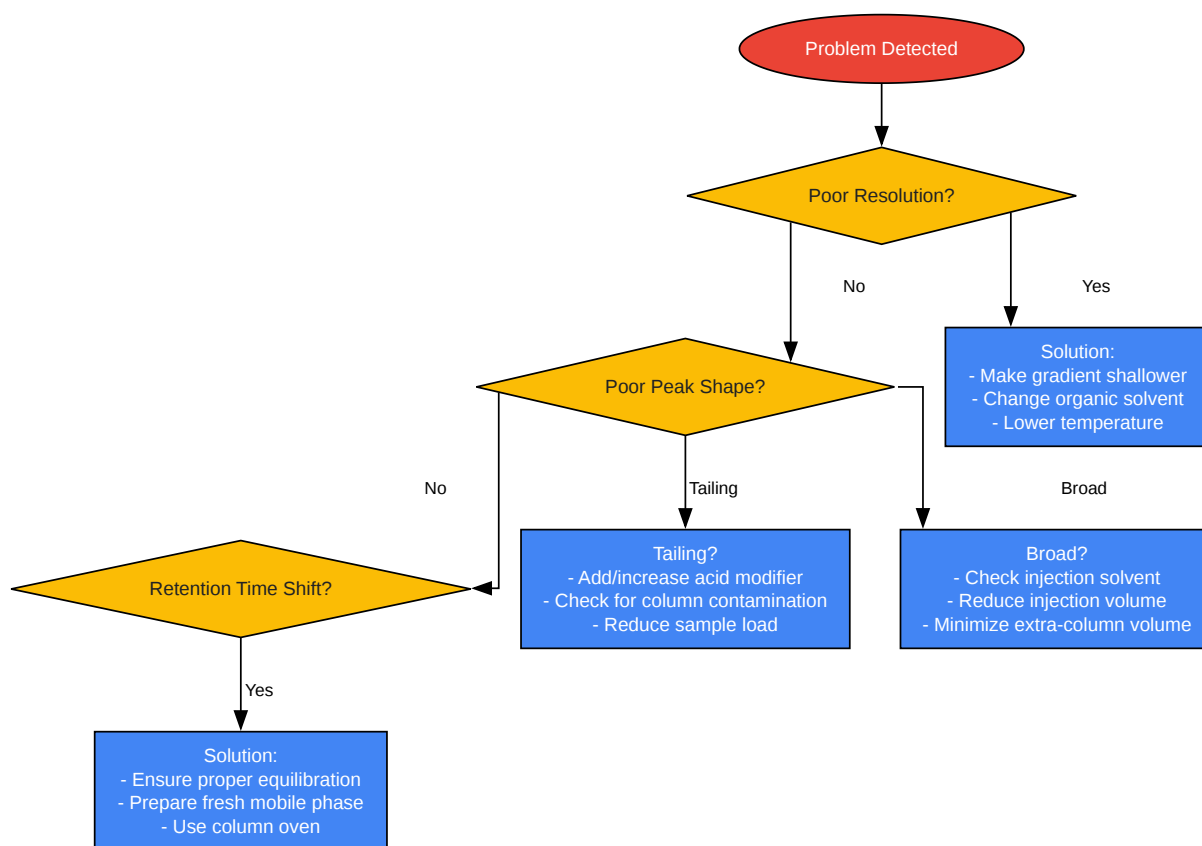 Problem Detected
Poor Resolution?
No
Yes
Solution:
- Make gradient shallower
- Change organic solvent
- Lower temperature
Poor Peak Shape?
No
Tailing
Broad
Tailing?
- Add/increase acid modifier
- Check for column contamination
- Reduce sample load
Broad?
- Check injection solvent
- Reduce injection volume
- Minimize extra-column volume
Retention Time Shift?
Yes
Solution:
- Ensure proper equilibration
- Prepare fresh mobile phase
- Use column oven